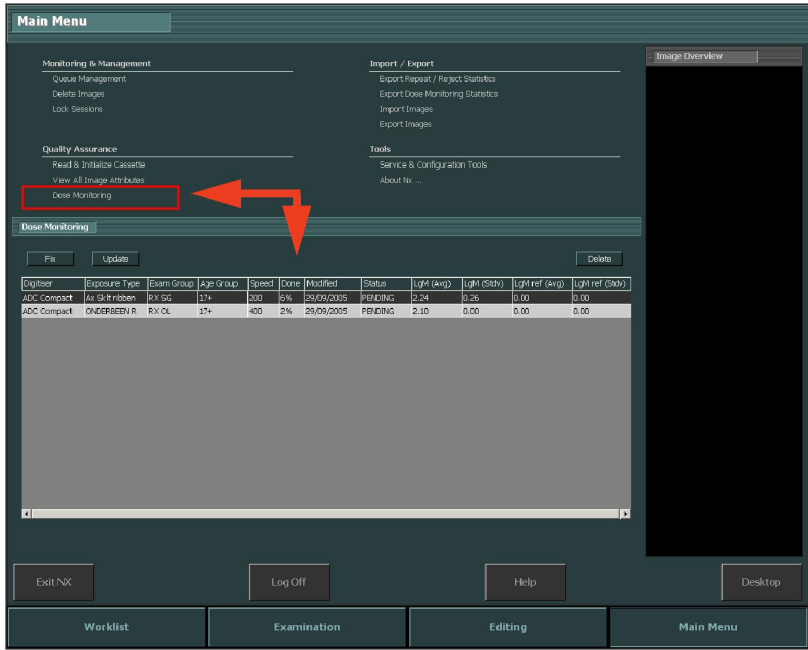 Main Menu
Monitoring & Management
Queue Management
Delete Images
Lock Sessions
Import / Export
Export Repeat / Reject Statistics
Export Dose Monitoring Statistics
Import Images
Export Images
Quality Assurance
Read & Initialize Cassette
View All Image Attributes
Dose Monitoring
Tools
Service & Configuration Tools
About Nx ...
Image Overview
Dose Monitoring
Fix Update Delete
Digitiser Exposure Type Exam Group Age Group Speed Done Modified Status LgM (Avg) LgM (Stdv) LgM ref (Avg) LgM ref (Stdv)
ADC Compact Ax Sklt ribben RX SG 17+ 200 6% 29/09/2005 PENDING 2.24 0.26 0.00 0.00
ADC Compact ONDERBEEN R RX OL 17+ 400 2% 29/09/2005 PENDING 2.10 0.00 0.00 0.00
Exit NX Log Off Help Desktop
Worklist Examination Editing Main Menu